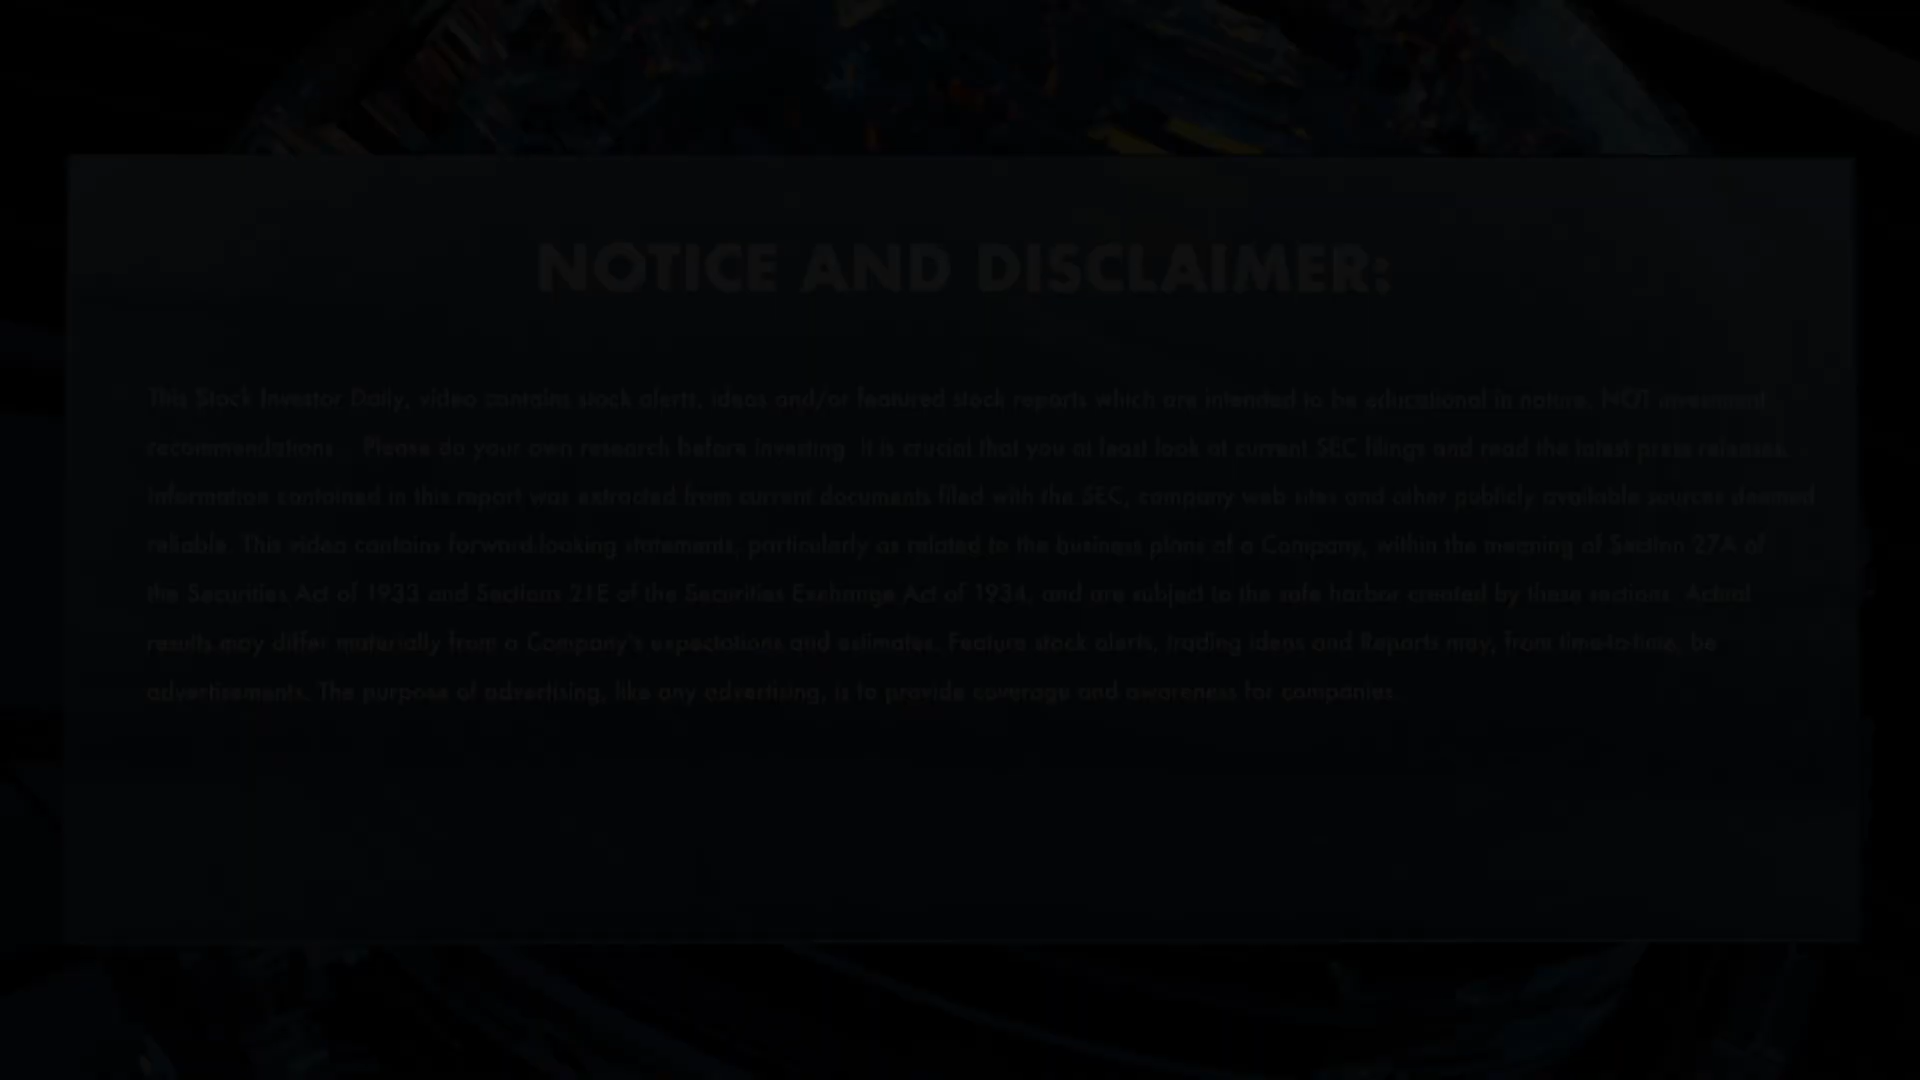 NOTICE AND DISCLAIMER:
This Stock Investor Daily, video contains stock alerts, ideas and/or featured stock reports which are intended to be educational in nature, NOT investment
recommendations. Please do your own research before investing. It is crucial that you at least look at current SEC filings and read the latest press releases.
Information contained in this report was extracted from current documents filed with the SEC, company web sites and other publicly available sources deemed
reliable. This video contains forward-looking statements, particularly as related to the business plans of a Company, within the meaning of Section 27A of
the Securities Act of 1933 and Sections 21E of the Securities Exchange Act of 1934, and are subject to the safe harbor created by these sections. Actual
results may differ materially from a Company's expectations and estimates. Feature stock alerts, trading ideas and Reports may, from time-to-time, be
advertisements. The purpose of advertising, like any advertising, is to provide coverage and awareness for companies.